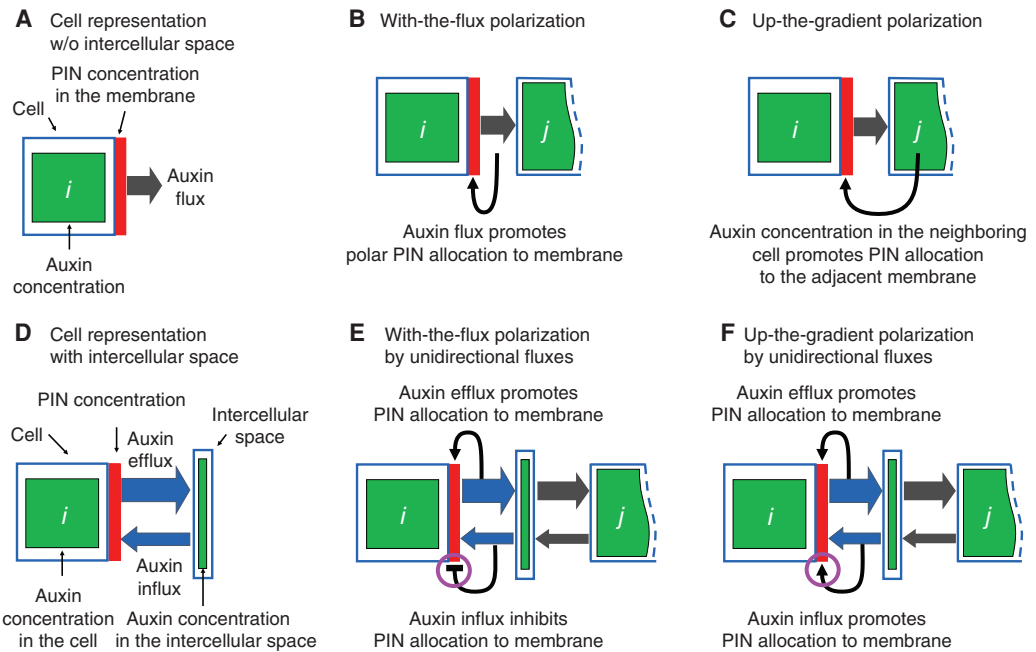 A Cell representation
w/o intercellular space
PIN concentration
in the membrane
Cell
i
Auxin
flux
Auxin
concentration
B With-the-flux polarization
i
j
Auxin flux promotes
polar PIN allocation to membrane
C Up-the-gradient polarization
i
j
Auxin concentration in the neighboring
cell promotes PIN allocation
to the adjacent membrane
D Cell representation
with intercellular space
PIN concentration
Intercellular
space
Cell
Auxin
efflux
i
Auxin
influx
Auxin
concentration
in the cell
Auxin concentration
in the intercellular space
E With-the-flux polarization
by unidirectional fluxes
Auxin efflux promotes
PIN allocation to membrane
i
j
Auxin influx inhibits
PIN allocation to membrane
F Up-the-gradient polarization
by unidirectional fluxes
Auxin efflux promotes
PIN allocation to membrane
i
j
Auxin influx promotes
PIN allocation to membrane